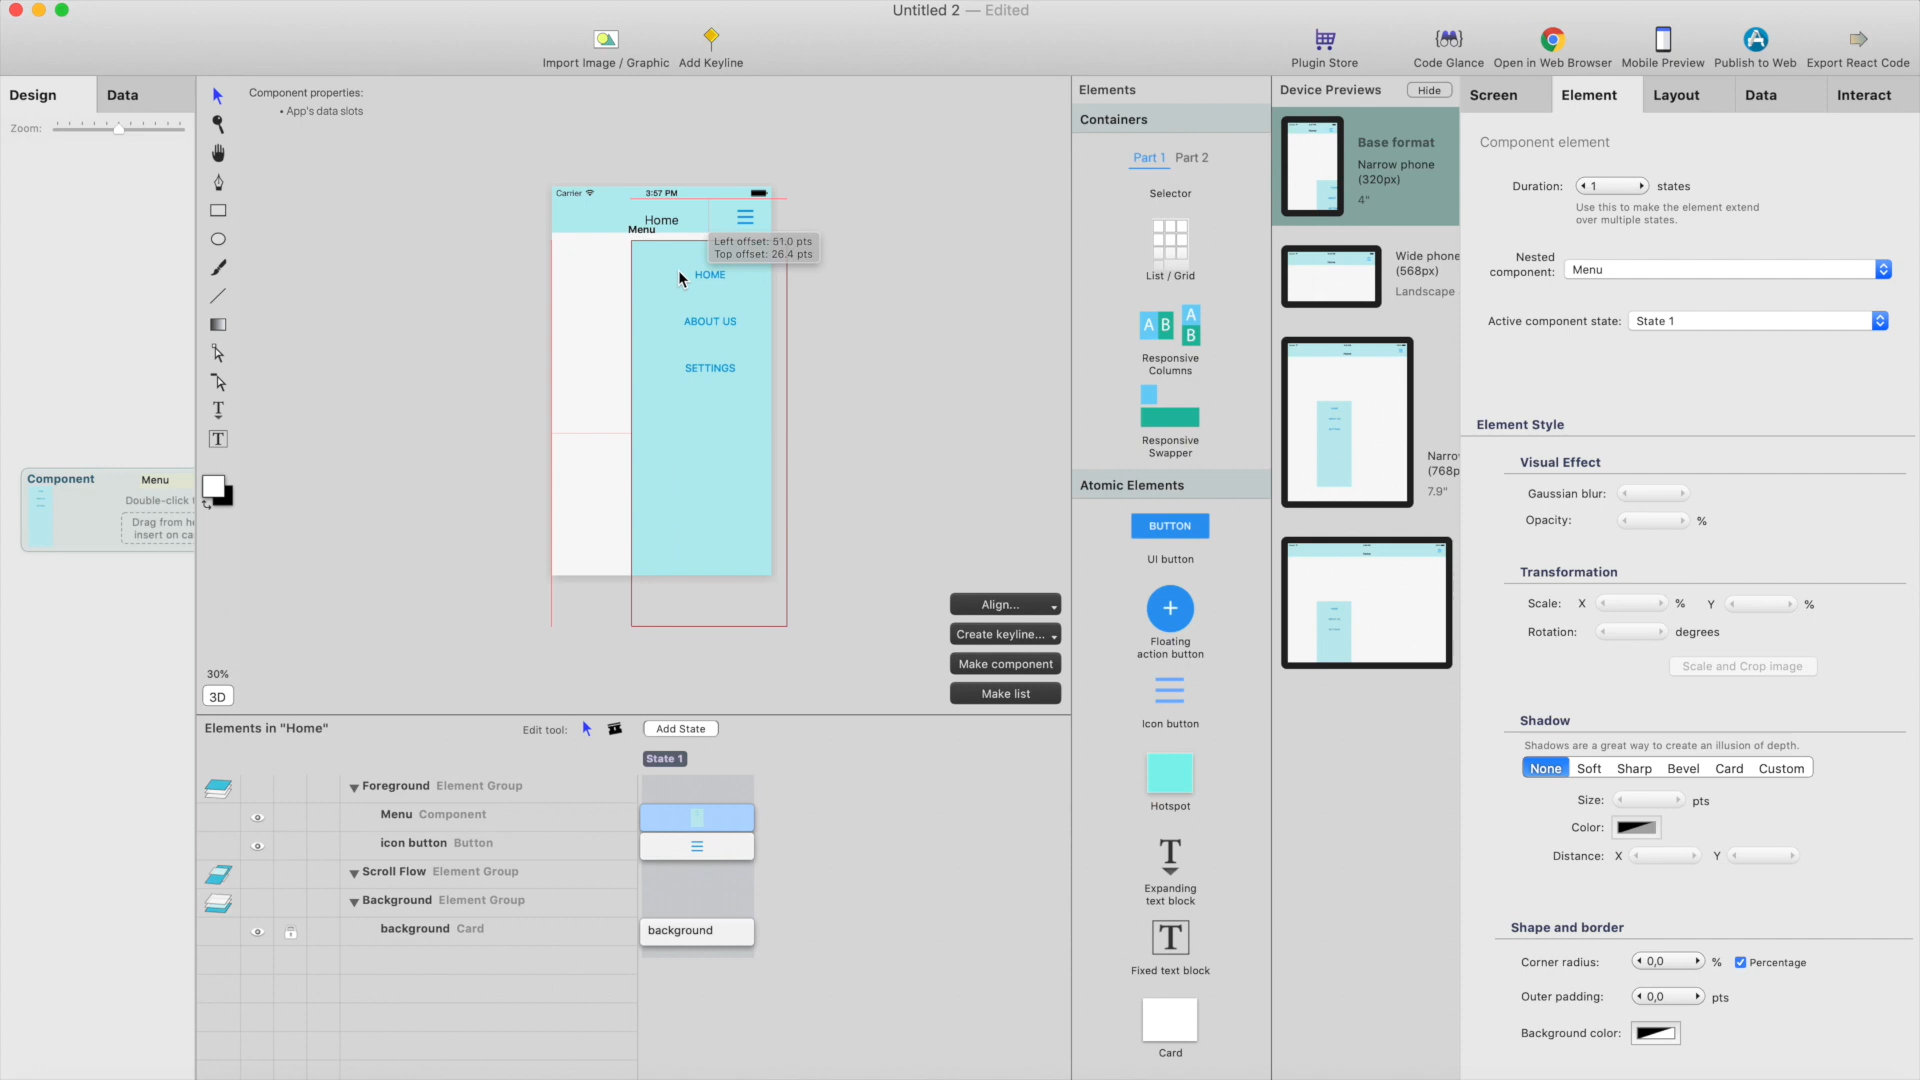 Untitled 2 — Edited
Import Image / Graphic
Add Keyline
Plugin Store
Code Glance
Open in Web Browser
Mobile Preview
Publish to Web
Export React Code
Design
Data
Zoom:
Component properties:
• App's data slots
Component
Menu
Double-click
Drag from
insert on
Carrier
3:57 PM
Home
Menu
Left offset: 51.0 pts
Top offset: 26.4 pts
HOME
ABOUT US
SETTINGS
Align...
Create keyline...
Make component
Make list
30%
3D
Elements in "Home"
Edit tool:
Add State
State 1
Foreground Element Group
Menu Component
icon button Button
Scroll Flow Element Group
Background Element Group
background Card
background
Elements
Containers
Part 1 Part 2
Selector
List / Grid
A B
A
B
Responsive
Columns
Responsive
Swapper
Atomic Elements
BUTTON
UI button
Floating
action button
Icon button
Hotspot
T
Expanding
text block
T
Fixed text block
Card
Device Previews
Hide
Base format
Narrow phone
(320px)
4"
Wide phone
(568px)
Landscape
Narro
(768p
7.9"
Screen
Element
Layout
Data
Interact
Component element
Duration: 1 states
Use this to make the element extend
over multiple states.
Nested
component: Menu
Active component state: State 1
Element Style
Visual Effect
Gaussian blur:
Opacity: %
Transformation
Scale: X % Y %
Rotation: degrees
Scale and Crop image
Shadow
Shadows are a great way to create an illusion of depth.
None Soft Sharp Bevel Card Custom
Size: pts
Color:
Distance: X Y
Shape and border
Corner radius: 0,0 % Percentage
Outer padding: 0,0 pts
Background color: